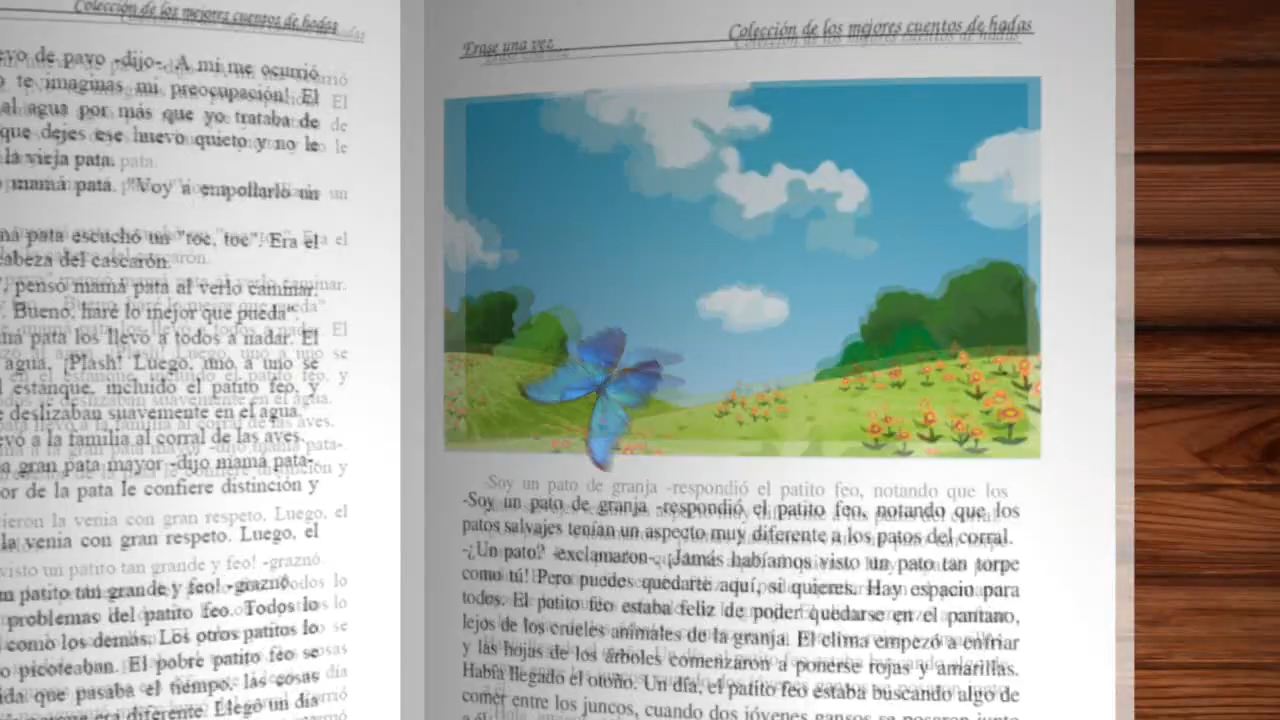 Colección de los mejores cuentos de hadas
evo de pavo -dijo-. A mi me ocurrió
te imaginas mi preocupación! El
al agua por más que yo trataba de
que dejes ese huevo quieto y no le
la vieja pata.
mamá pata. "Voy a empollarlo un
má pata escuchó un "toc, toc". Era el
abeza del cascarón.
pensó mamá pata al verlo caminar.
Bueno, haré lo mejor que pueda".
má pata los llevó a todos a nadar. El
agua, ¡Plash! Luego, uno a uno se
estanque, incluido el patito feo, y
deslizaban suavemente en el agua.
evó a la familia al corral de las aves.
a gran pata mayor -dijo mamá pata-.
or de la pata le confiere distinción y
la venia con gran respeto. Luego, el
n patito tan grande y feo! -graznó.
problemas del patito feo. Todos lo
como los demás. Los otros patitos lo
picoteaban. El pobre patito feo se
ida que pasaba el tiempo, las cosas
era diferente. Llegó un día
Erase una vez
Colección de los mejores cuentos de hadas
-Soy un pato de granja -respondió el patito feo, notando que los
patos salvajes tenían un aspecto muy diferente a los patos del corral.
-¿Un pato? -exclamaron-. ¡Jamás habíamos visto un pato tan torpe
como tú! Pero puedes quedarte aquí, si quieres. Hay espacio para
todos. El patito feo estaba feliz de poder quedarse en el pantano,
lejos de los crueles animales de la granja. El clima empezó a enfriar
y las hojas de los árboles comenzaron a ponerse rojas y amarillas.
Había llegado el otoño. Un día, el patito feo estaba buscando algo de
comer entre los juncos, cuando dos jóvenes gansos se posaron junto